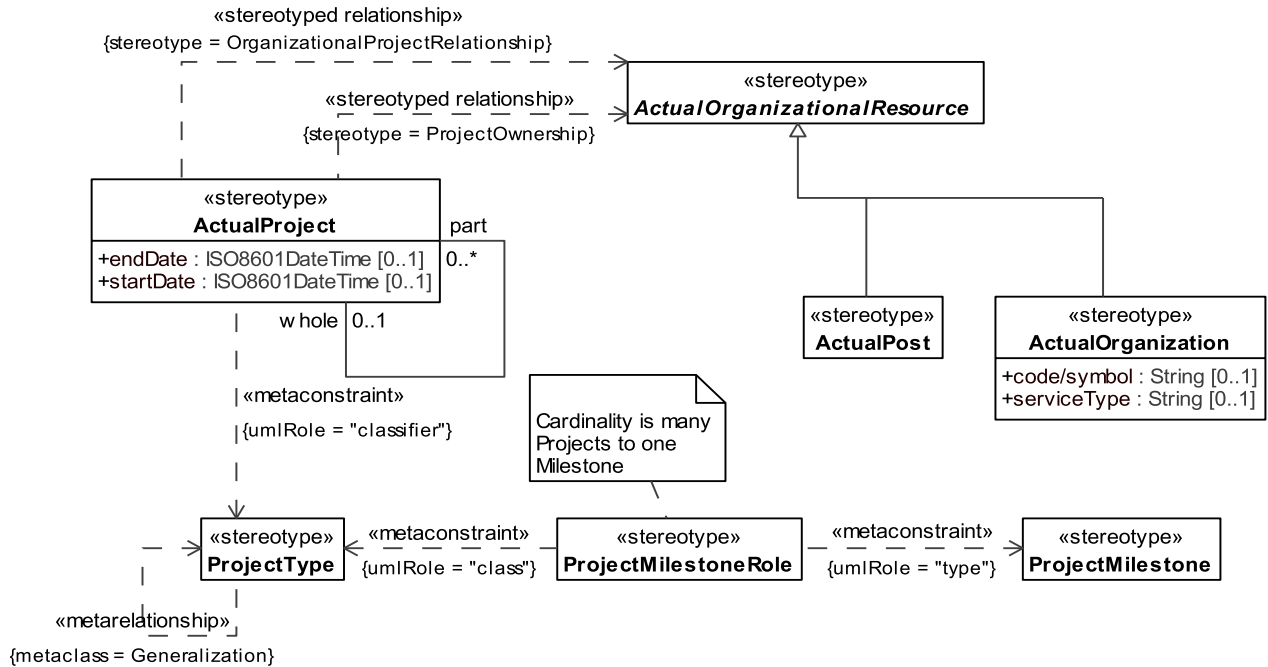 «stereotyped relationship»
{stereotype = OrganizationalProjectRelationship}
«stereotype»
ActualOrganizationalResource
«stereotyped relationship»
{stereotype = ProjectOwnership}
«stereotype»
ActualProject
+endDate : ISO8601DateTime [0..1]
+startDate : ISO8601DateTime [0..1]
part
0..*
whole
0..1
«stereotype»
ActualPost
«stereotype»
ActualOrganization
+code/symbol : String [0..1]
+serviceType : String [0..1]
«metaconstraint»
{umlRole = "classifier"}
Cardinality is many
Projects to one
Milestone
«stereotype»
ProjectType
«metaconstraint»
{umlRole = "class"}
«stereotype»
ProjectMilestoneRole
«metaconstraint»
{umlRole = "type"}
«stereotype»
ProjectMilestone
«metarelationship»
{metaclass = Generalization}